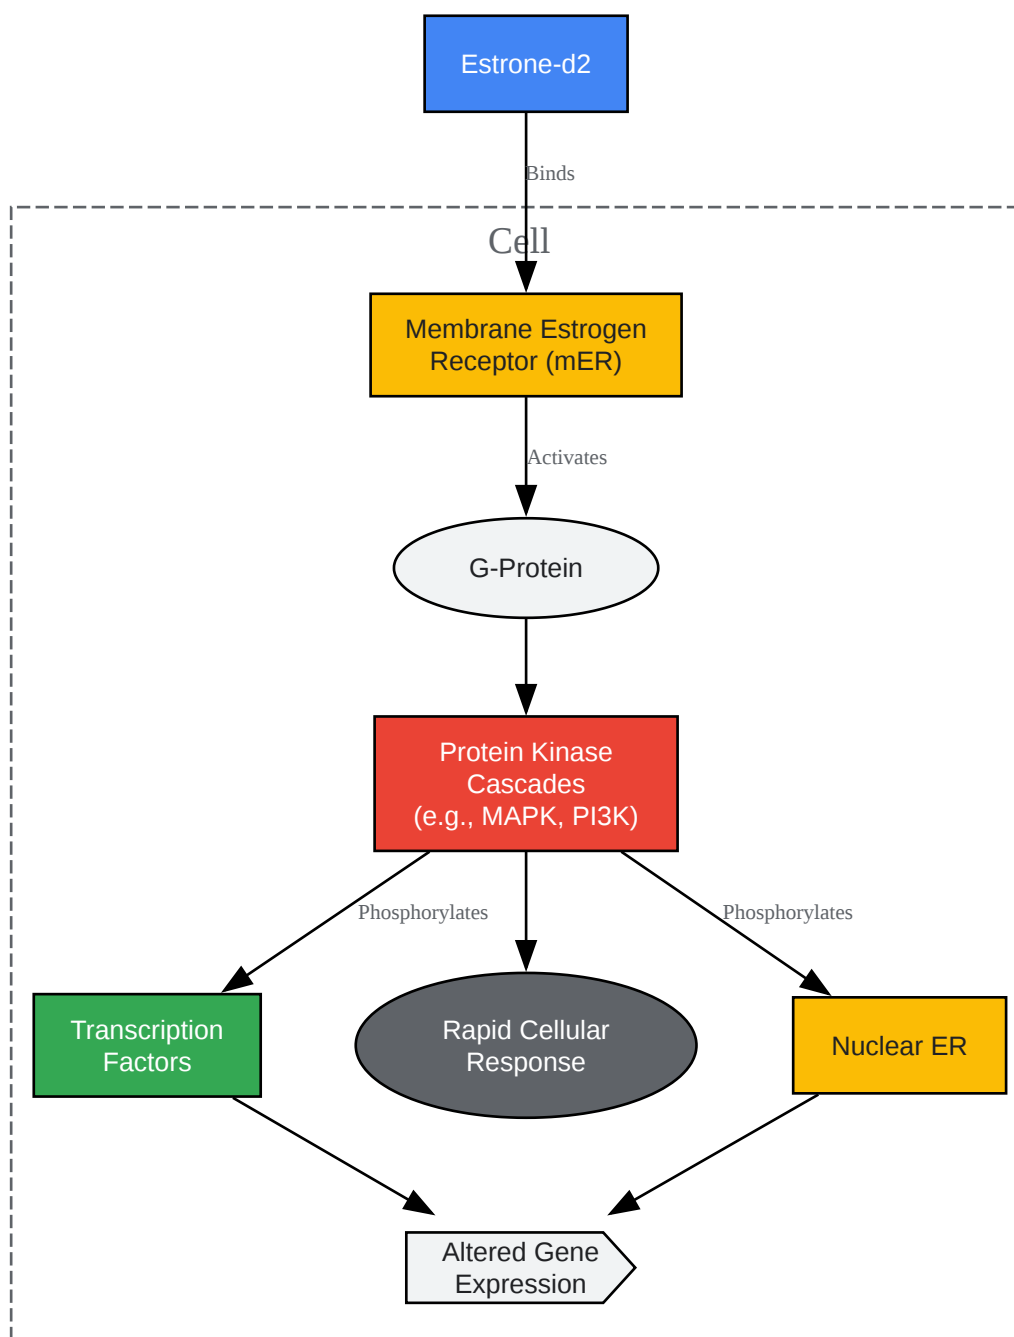 Estrone-d2
Binds
Cell
Membrane Estrogen
Receptor (mER)
Activates
G-Protein
Protein Kinase
Cascades
(e.g., MAPK, PI3K)
Phosphorylates
Phosphorylates
Transcription
Factors
Rapid Cellular
Response
Nuclear ER
Altered Gene
Expression